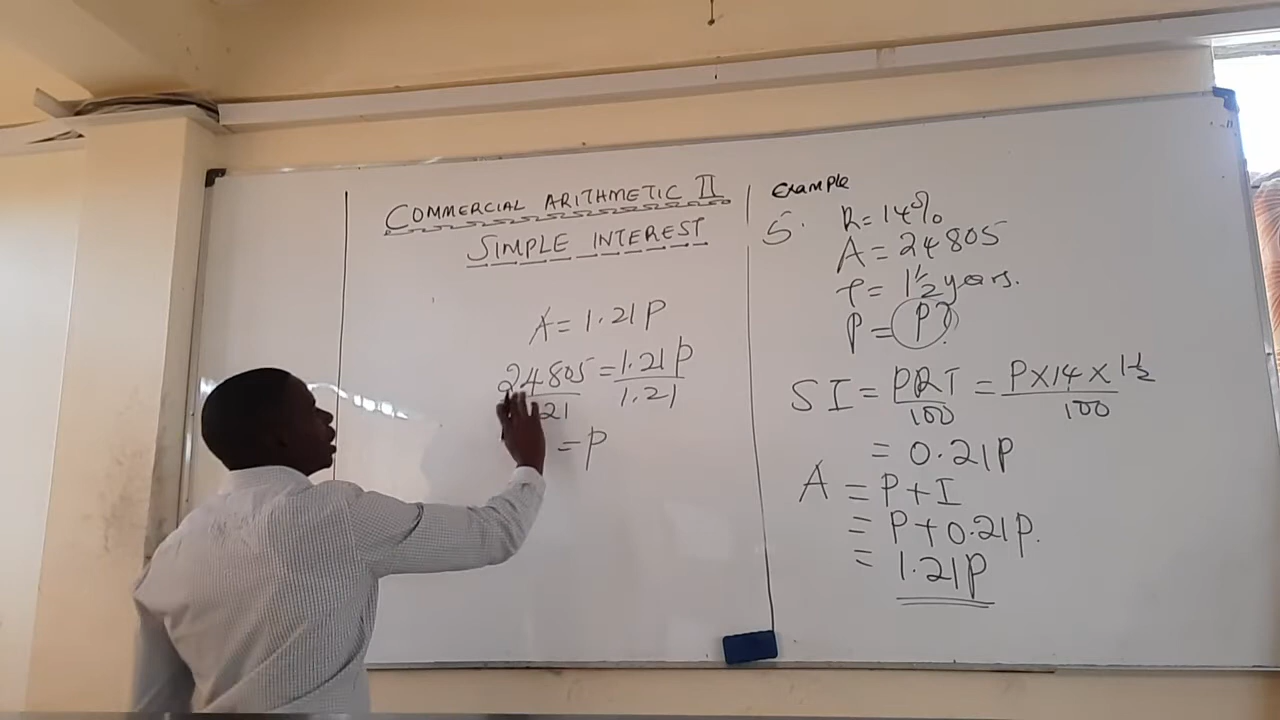 COMMERCIAL ARITHMETIC II
SIMPLE INTEREST
A = 1.21P
24805 = 1.21P
21 1.21
= P
Example
5.
R = 14%
A = 24805
T = 1½ years.
P = P?
SI = PRT = P×14×1½
100 100
= 0.21P
A = P+I
= P+0.21P.
= 1.21P